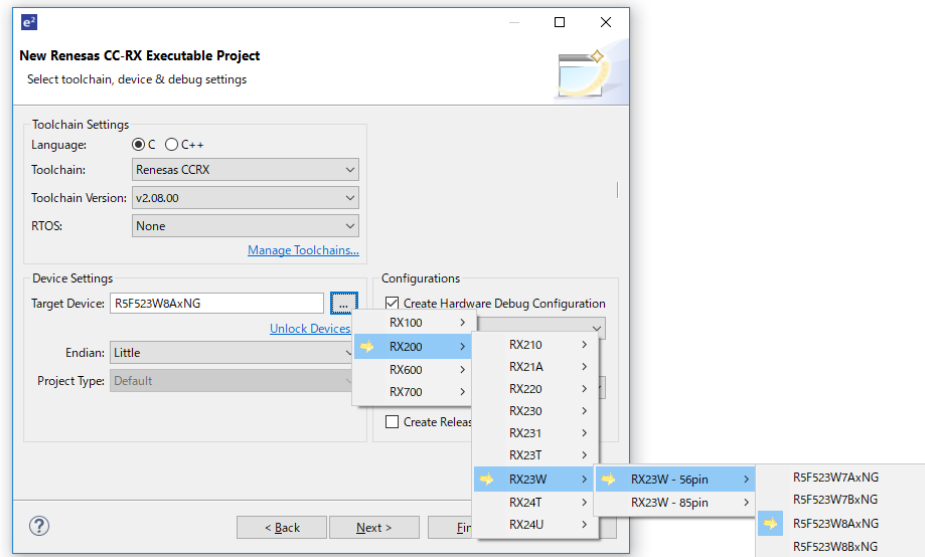 e²
New Renesas CC-RX Executable Project
Select toolchain, device & debug settings
Toolchain Settings
Language: C C++
Toolchain: Renesas CCRX
Toolchain Version: v2.08.00
RTOS: None
Manage Toolchains...
Device Settings
Target Device: R5F523W8AxNG ...
Unlock Devices
Endian: Little
Project Type: Default
Configurations
Create Hardware Debug Configuration
Create
RX100 >
RX200 >
RX600 >
RX700 >
RX210 >
RX21A >
RX220 >
RX230 >
RX231 >
RX23T >
RX23W >
RX24T >
RX24U >
RX23W - 56pin >
RX23W - 85pin >
R5F523W7AxNG
R5F523W7BxNG
R5F523W8AxNG
R5F523W8BxNG
? < Back Next >